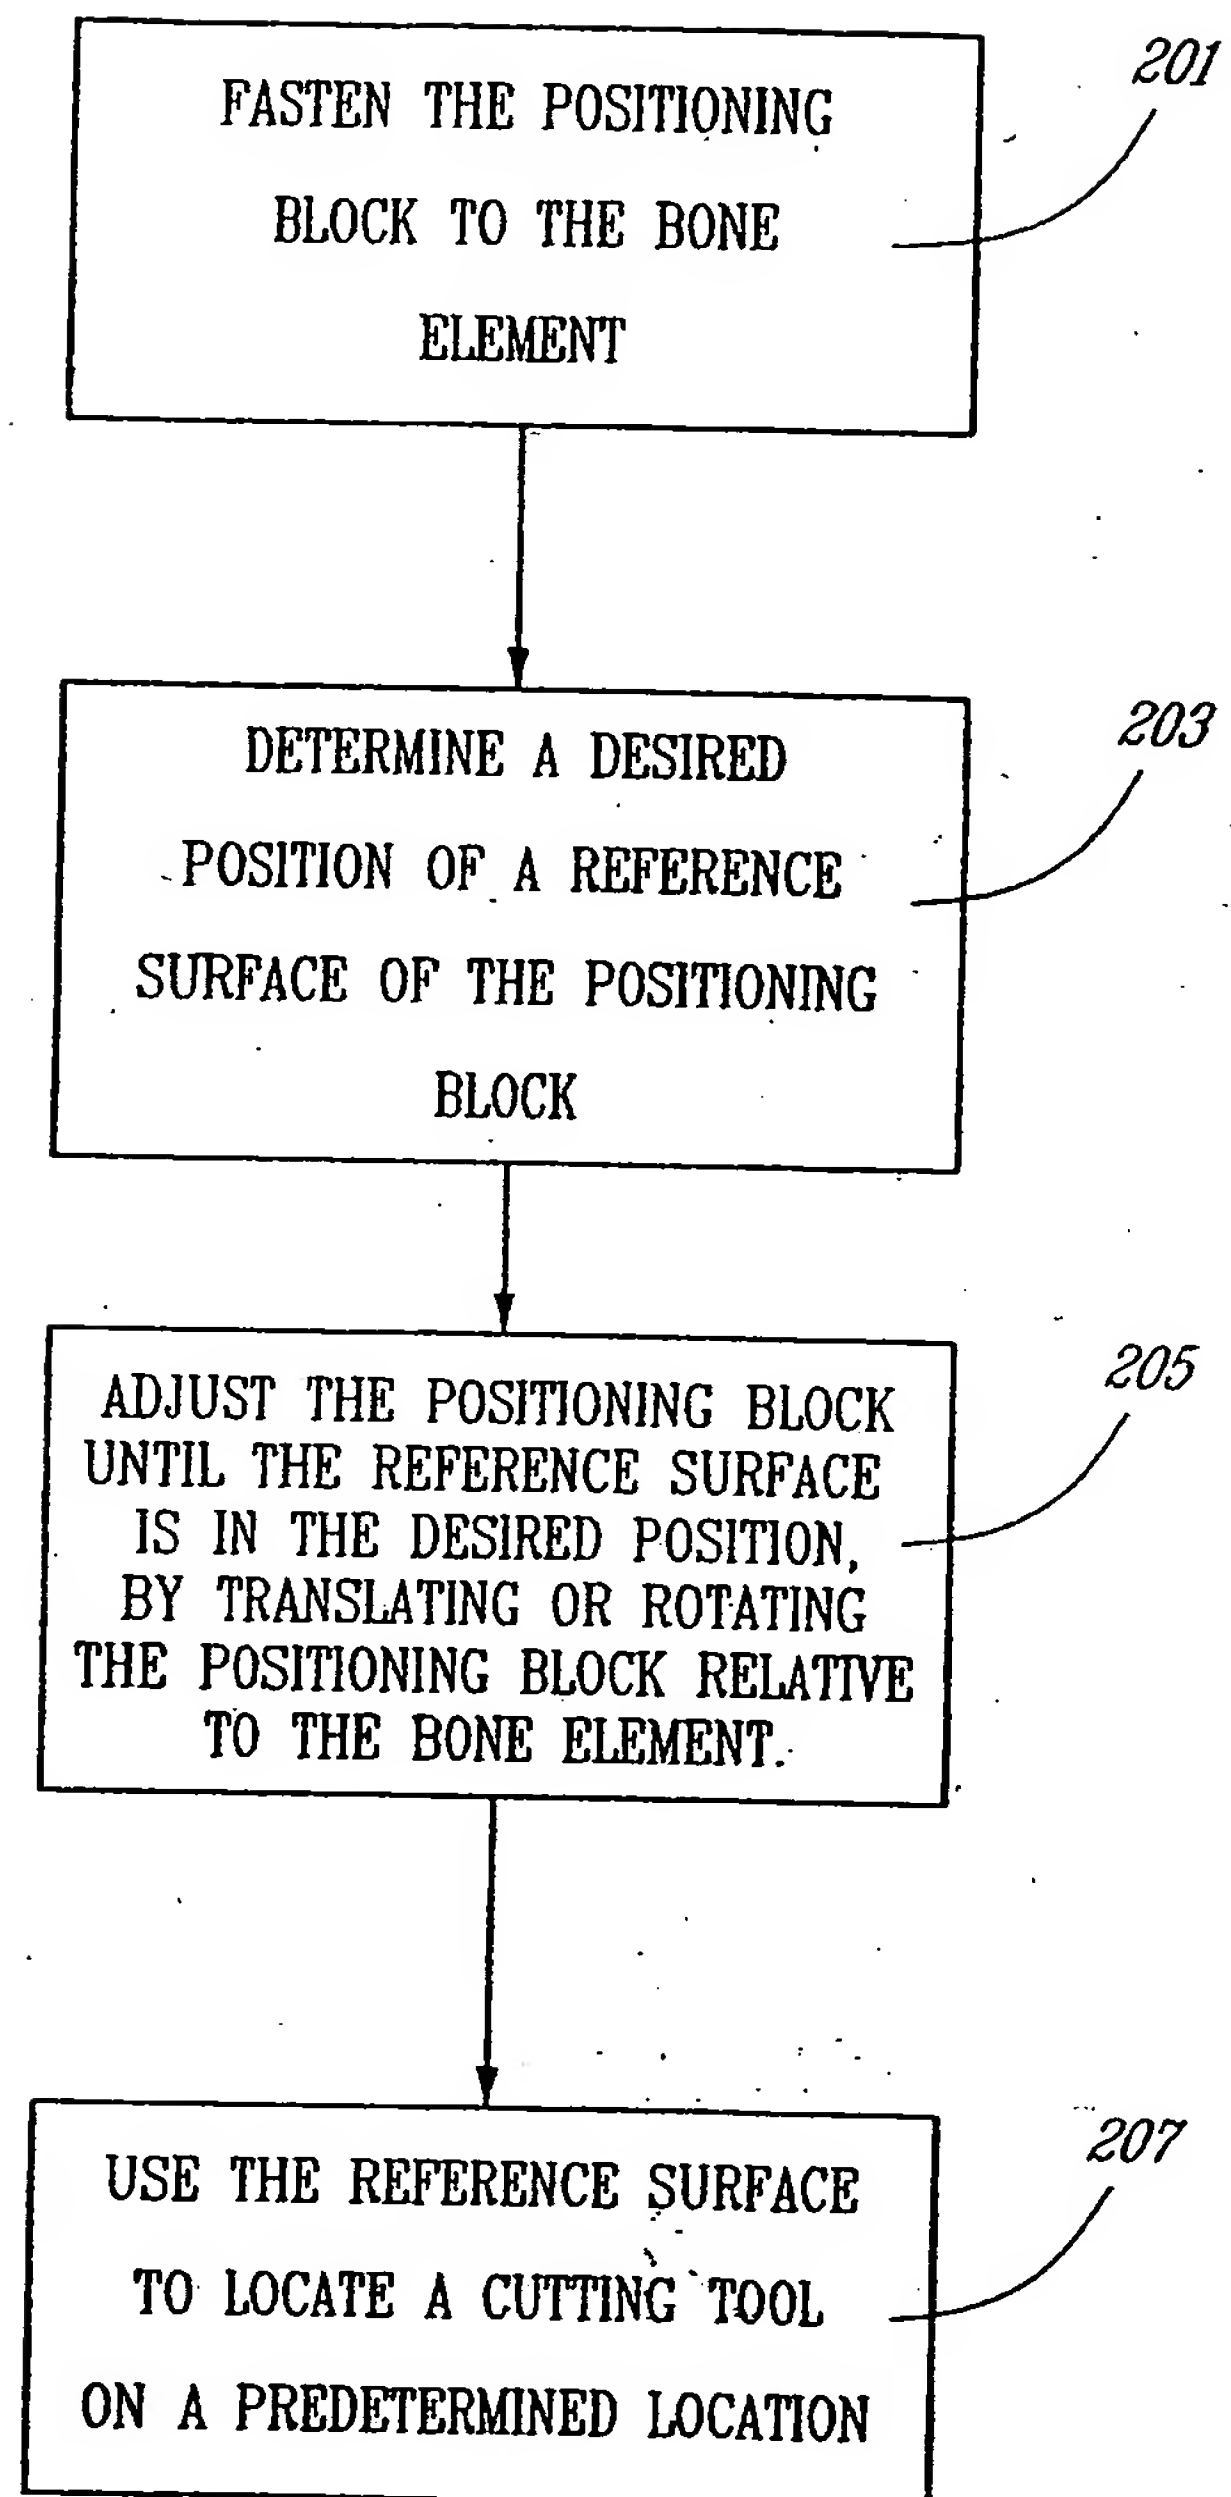 201
FASTEN THE POSITIONING
BLOCK TO THE BONE
ELEMENT
203
DETERMINE A DESIRED
POSITION OF A REFERENCE
SURFACE OF THE POSITIONING
BLOCK
205
ADJUST THE POSITIONING BLOCK
UNTIL THE REFERENCE SURFACE
IS IN THE DESIRED POSITION,
BY TRANSLATING OR ROTATING
THE POSITIONING BLOCK RELATIVE
TO THE BONE ELEMENT.
207
USE THE REFERENCE SURFACE
TO LOCATE A CUTTING TOOL
ON A PREDETERMINED LOCATION